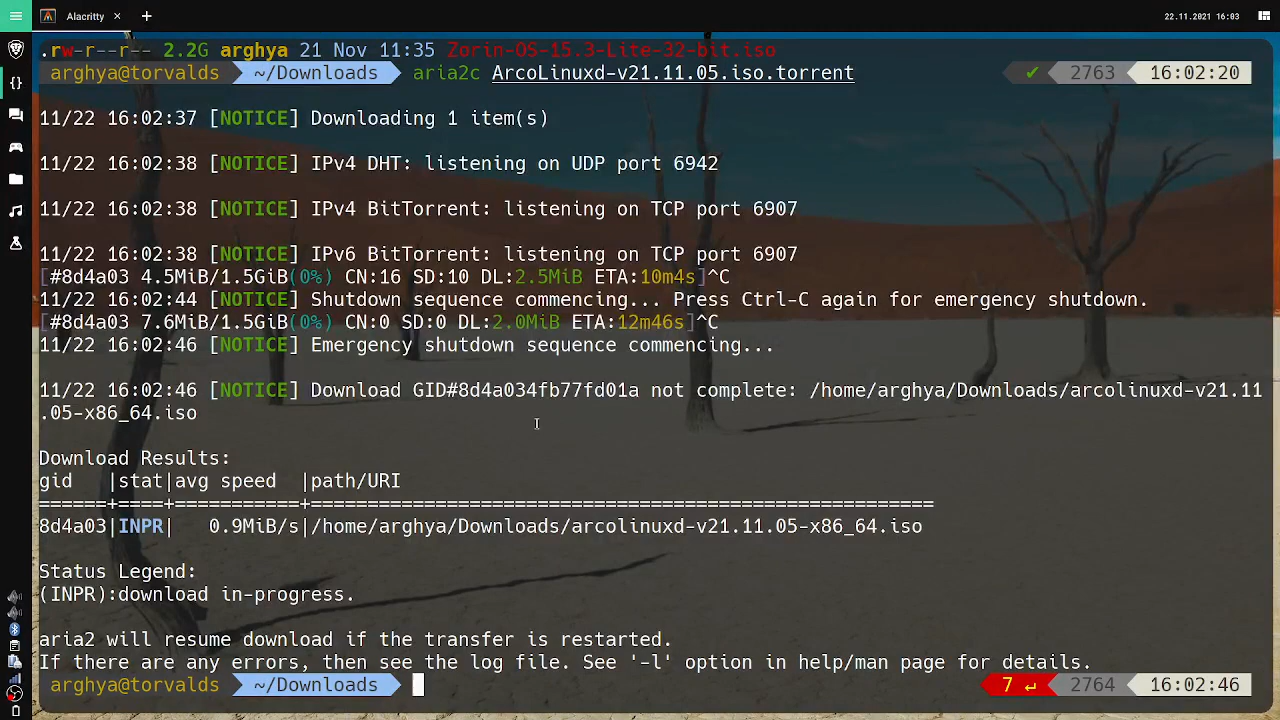 Alacritty
22.11.2021 16:03
.rw-r--r-- 2.2G arghya 21 Nov 11:35 Zorin-OS-15.3-Lite-32-bit.iso
arghya@torvalds ~/Downloads aria2c ArcoLinuxd-v21.11.05.iso.torrent ✔ 2763 16:02:20
11/22 16:02:37 [NOTICE] Downloading 1 item(s)
11/22 16:02:38 [NOTICE] IPv4 DHT: listening on UDP port 6942
11/22 16:02:38 [NOTICE] IPv4 BitTorrent: listening on TCP port 6907
11/22 16:02:38 [NOTICE] IPv6 BitTorrent: listening on TCP port 6907
[#8d4a03 4.5MiB/1.5GiB(0%) CN:16 SD:10 DL:2.5MiB ETA:10m4s]^C
11/22 16:02:44 [NOTICE] Shutdown sequence commencing... Press Ctrl-C again for emergency shutdown.
[#8d4a03 7.6MiB/1.5GiB(0%) CN:0 SD:0 DL:2.0MiB ETA:12m46s]^C
11/22 16:02:46 [NOTICE] Emergency shutdown sequence commencing...
11/22 16:02:46 [NOTICE] Download GID#8d4a034fb77fd01a not complete: /home/arghya/Downloads/arcolinuxd-v21.11
.05-x86_64.iso
Download Results:
gid   |stat|avg speed  |path/URI
======+====+===========+=======================================================
8d4a03|INPR|   0.9MiB/s|/home/arghya/Downloads/arcolinuxd-v21.11.05-x86_64.iso
Status Legend:
(INPR):download in-progress.
aria2 will resume download if the transfer is restarted.
If there are any errors, then see the log file. See '-l' option in help/man page for details.
arghya@torvalds ~/Downloads 7 ↵ 2764 16:02:46